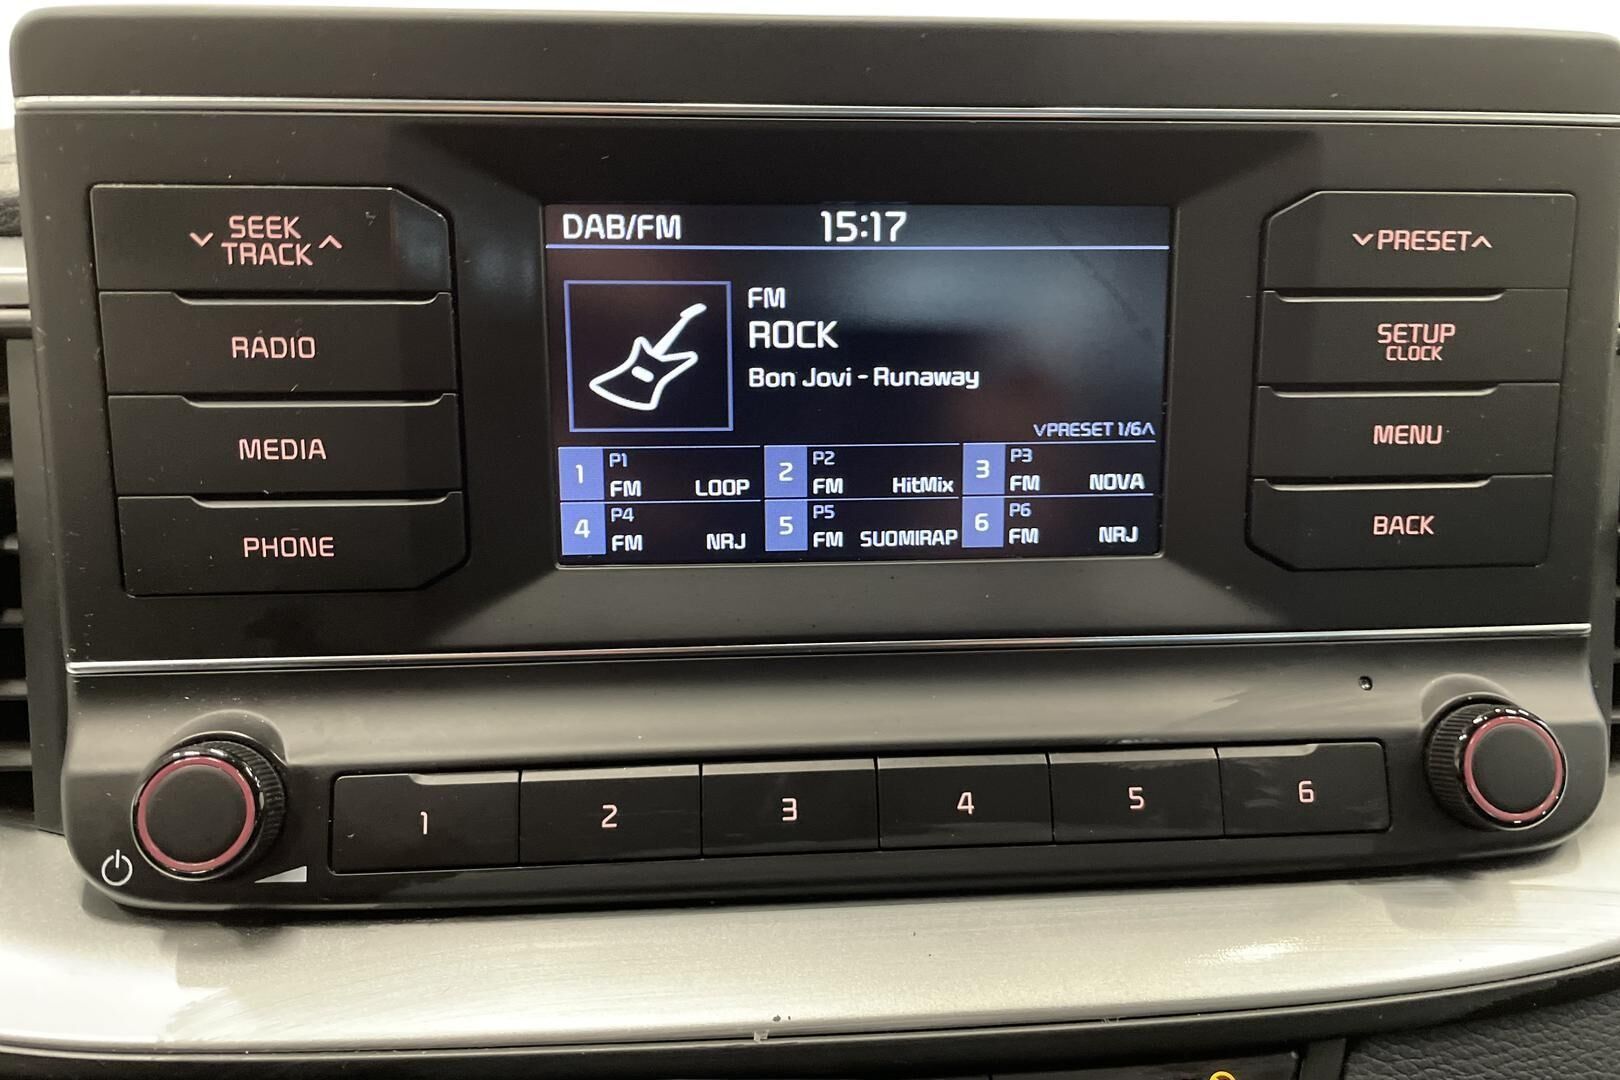 SEEK
TRACK
RADIO
MEDIA
PHONE
DAB/FM 15:17
FM
ROCK
Bon Jovi - Runaway
PRESET 1/6
1 P1 FM LOOP
2 P2 FM HitMix
3 P3 FM NOVA
4 P4 FM NRJ
5 P5 FM SUOMIRAP
6 P6 FM NRJ
PRESET
SETUP
CLOCK
MENU
BACK
1 2 3 4 5 6